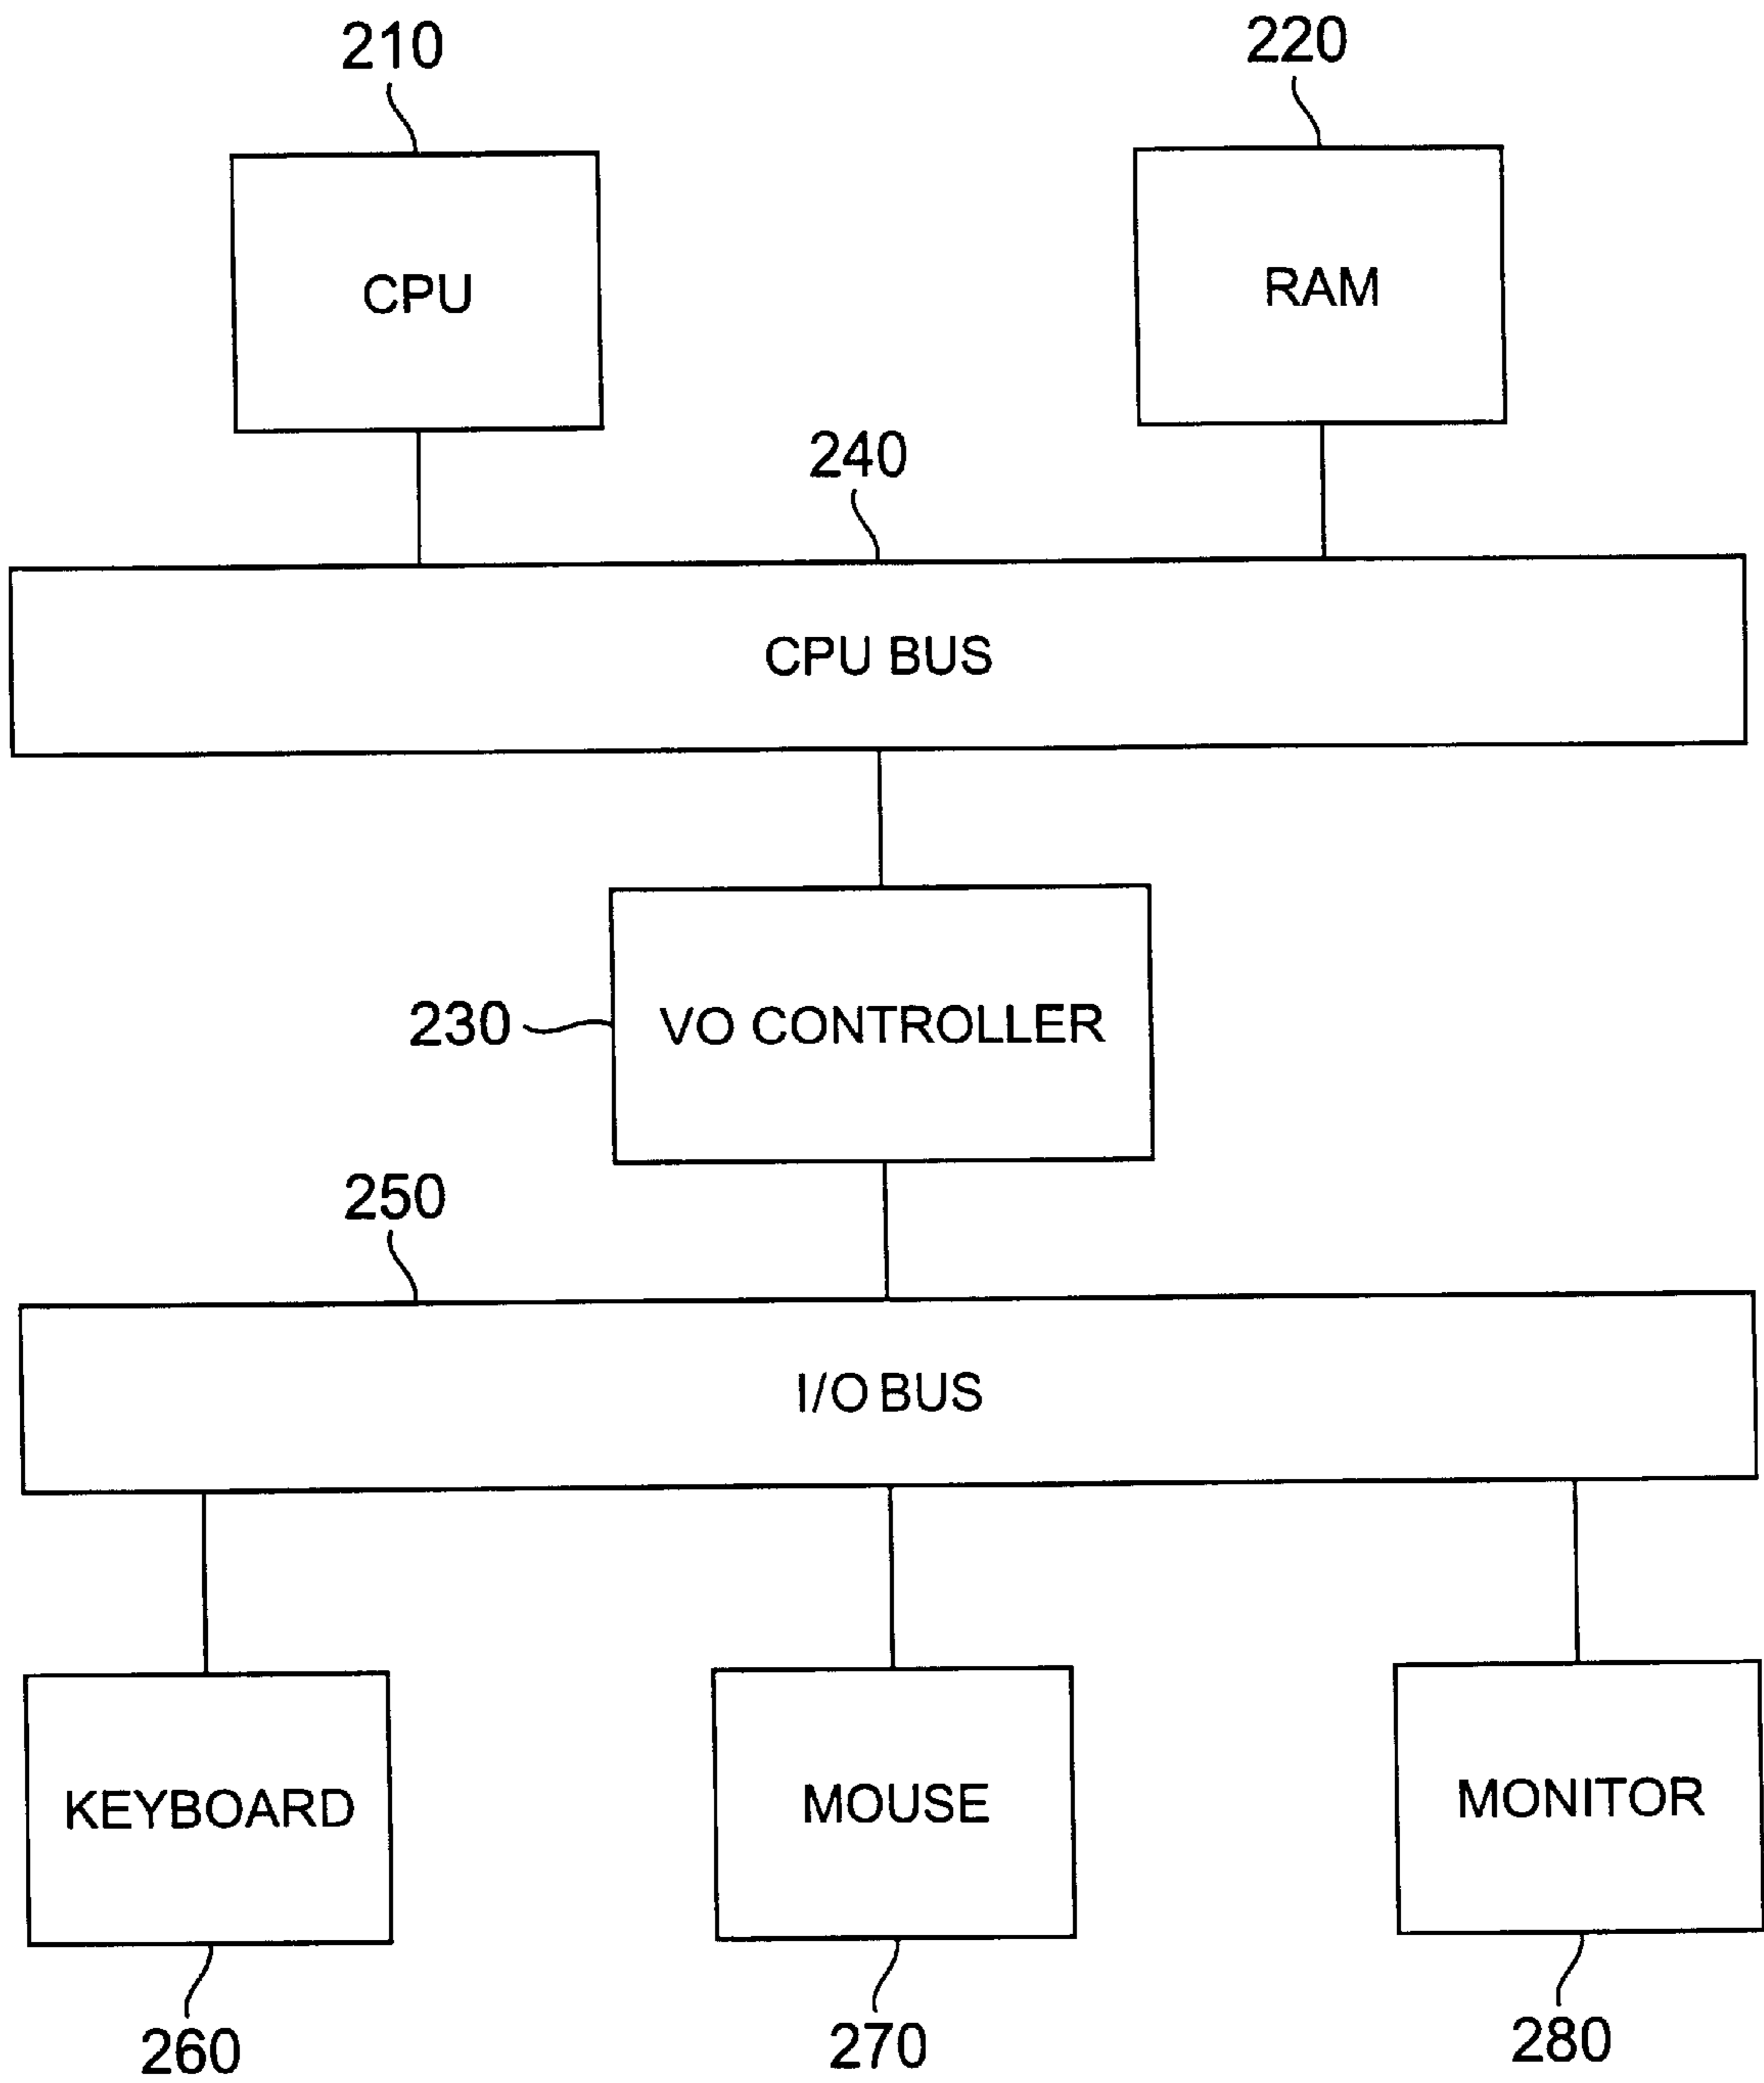 210
220
CPU
RAM
240
CPU BUS
230
VO CONTROLLER
250
I/O BUS
KEYBOARD
MOUSE
MONITOR
260
270
280